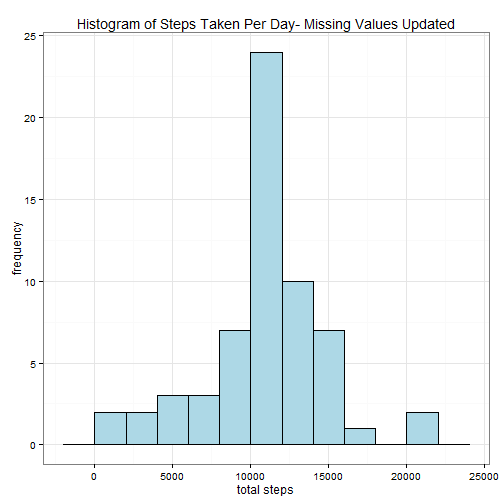 Histogram of Steps Taken Per Day- Missing Values Updated
25
20
15
10
5
0
frequency
0 5000 10000 15000 20000 25000
total steps